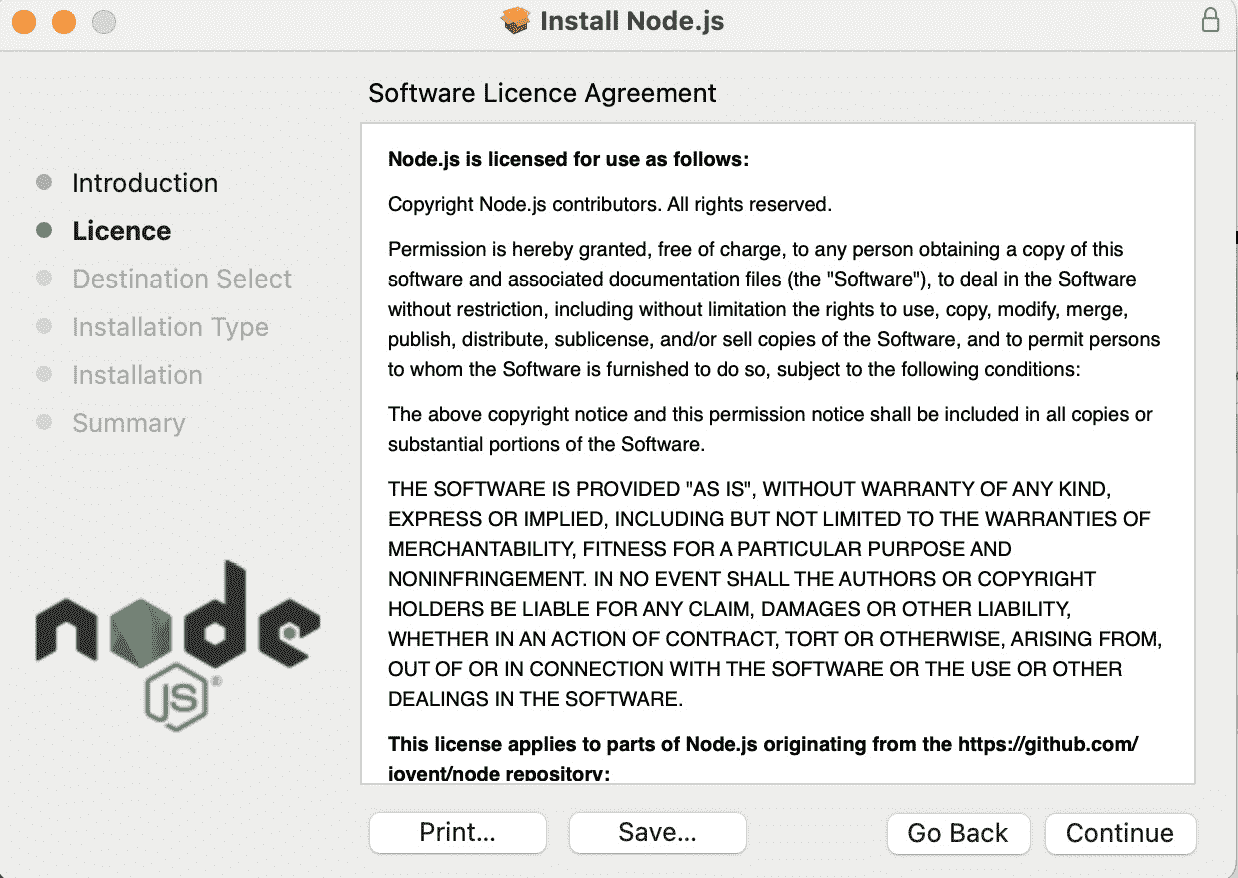 Install Node.js
Software Licence Agreement
Introduction
Licence
Destination Select
Installation Type
Installation
Summary
node
JS®
Node.js is licensed for use as follows:
Copyright Node.js contributors. All rights reserved.
Permission is hereby granted, free of charge, to any person obtaining a copy of this
software and associated documentation files (the "Software"), to deal in the Software
without restriction, including without limitation the rights to use, copy, modify, merge,
publish, distribute, sublicense, and/or sell copies of the Software, and to permit persons
to whom the Software is furnished to do so, subject to the following conditions:
The above copyright notice and this permission notice shall be included in all copies or
substantial portions of the Software.
THE SOFTWARE IS PROVIDED "AS IS", WITHOUT WARRANTY OF ANY KIND,
EXPRESS OR IMPLIED, INCLUDING BUT NOT LIMITED TO THE WARRANTIES OF
MERCHANTABILITY, FITNESS FOR A PARTICULAR PURPOSE AND
NONINFRINGEMENT. IN NO EVENT SHALL THE AUTHORS OR COPYRIGHT
HOLDERS BE LIABLE FOR ANY CLAIM, DAMAGES OR OTHER LIABILITY,
WHETHER IN AN ACTION OF CONTRACT, TORT OR OTHERWISE, ARISING FROM,
OUT OF OR IN CONNECTION WITH THE SOFTWARE OR THE USE OR OTHER
DEALINGS IN THE SOFTWARE.
This license applies to parts of Node.js originating from the https://github.com/
joyent/node repository:
Print...
Save...
Go Back
Continue